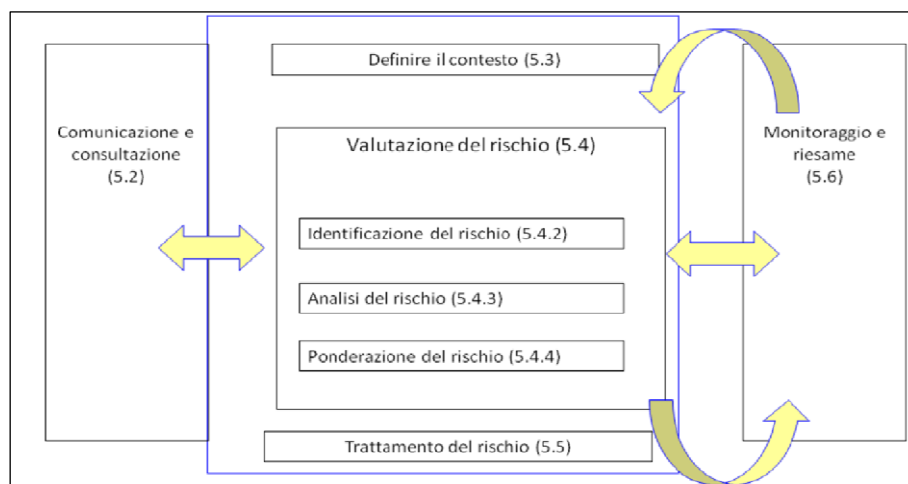 Definire il contesto (5.3)
Comunicazione e
consultazione
(5.2)
Valutazione del rischio (5.4)
Identificazione del rischio (5.4.2)
Analisi del rischio (5.4.3)
Ponderazione del rischio (5.4.4)
Trattamento del rischio (5.5)
Monitoraggio e
riesame
(5.6)